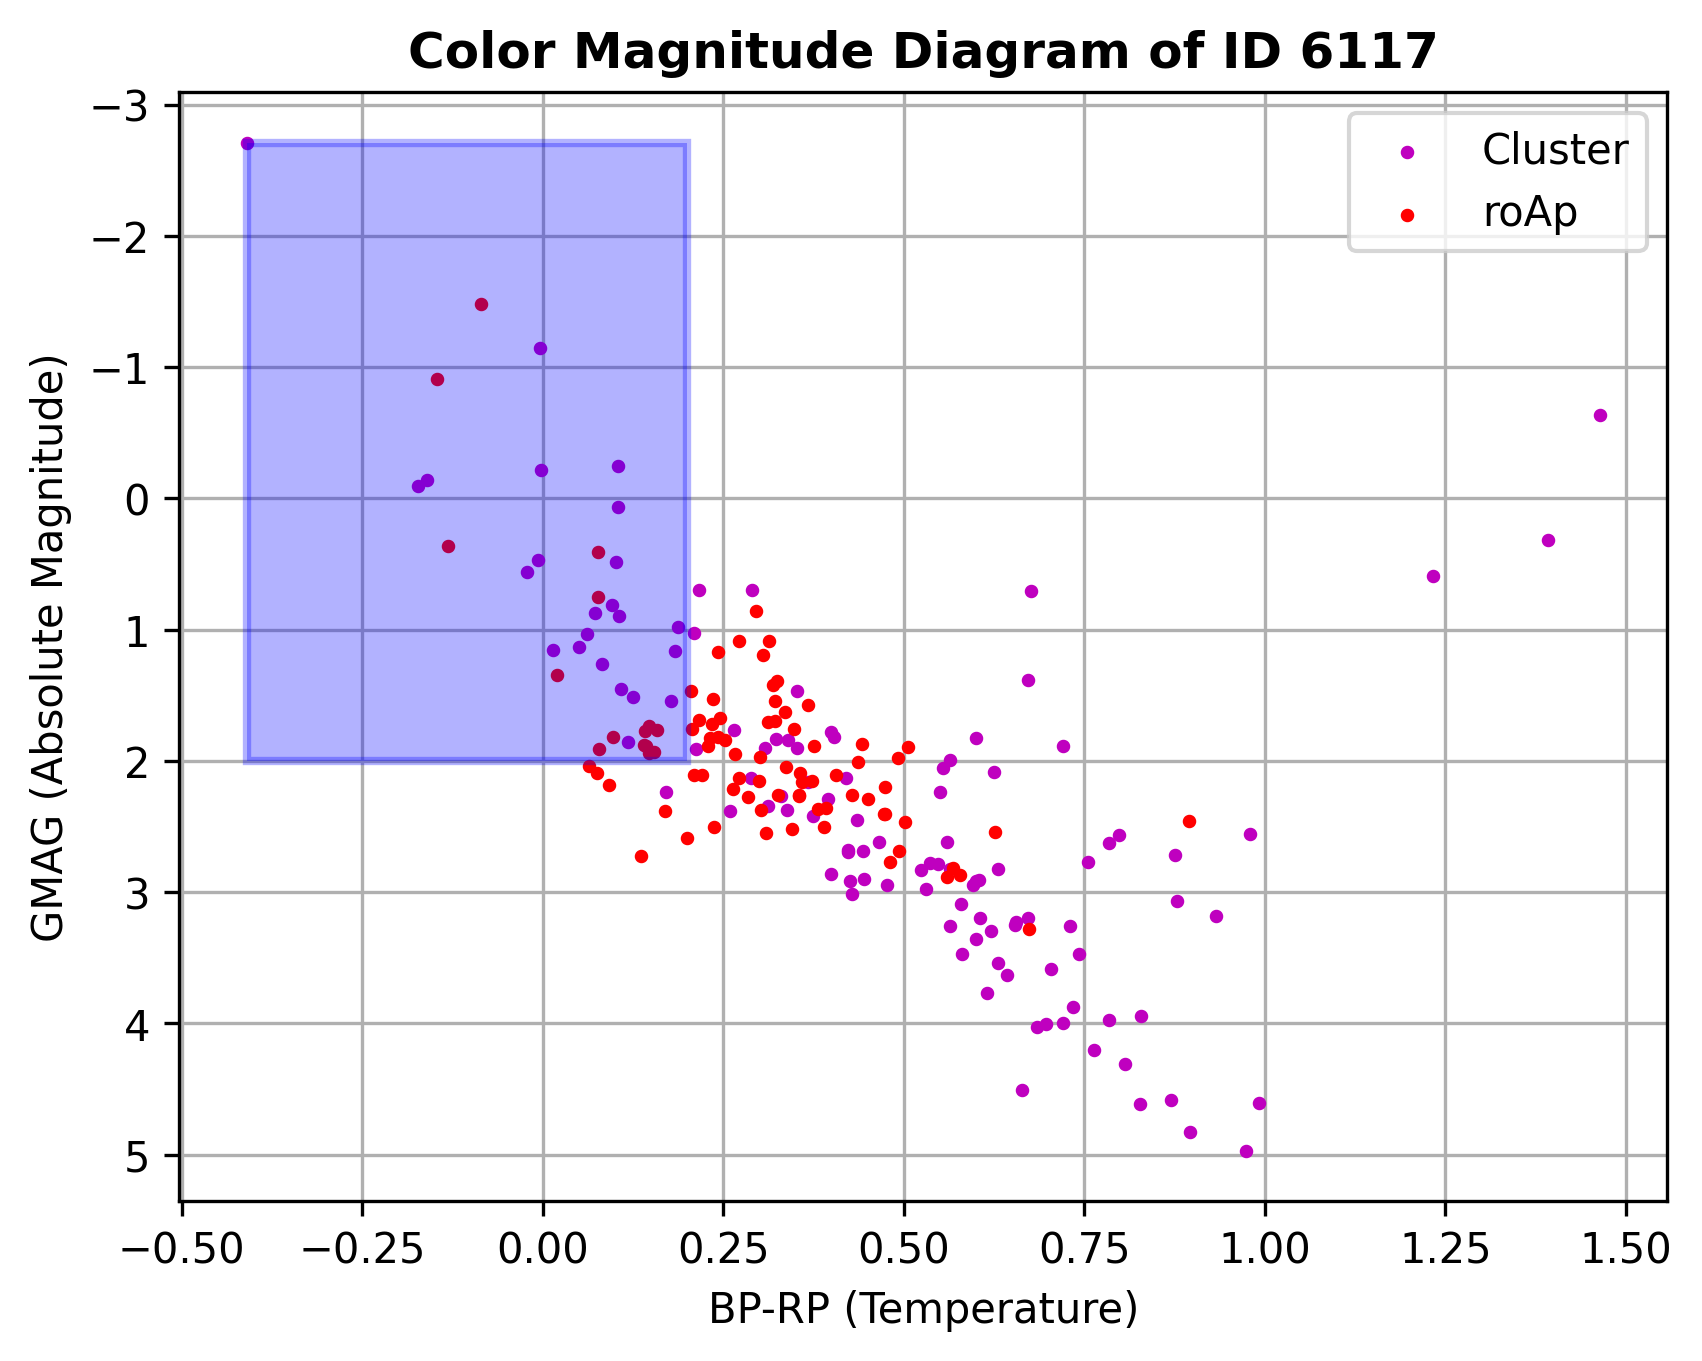 Color Magnitude Diagram of ID 6117
−3
−2
−1
0
1
2
3
4
5
GMAG (Absolute Magnitude)
Cluster
roAp
−0.50 −0.25 0.00 0.25 0.50 0.75 1.00 1.25 1.50
BP-RP (Temperature)